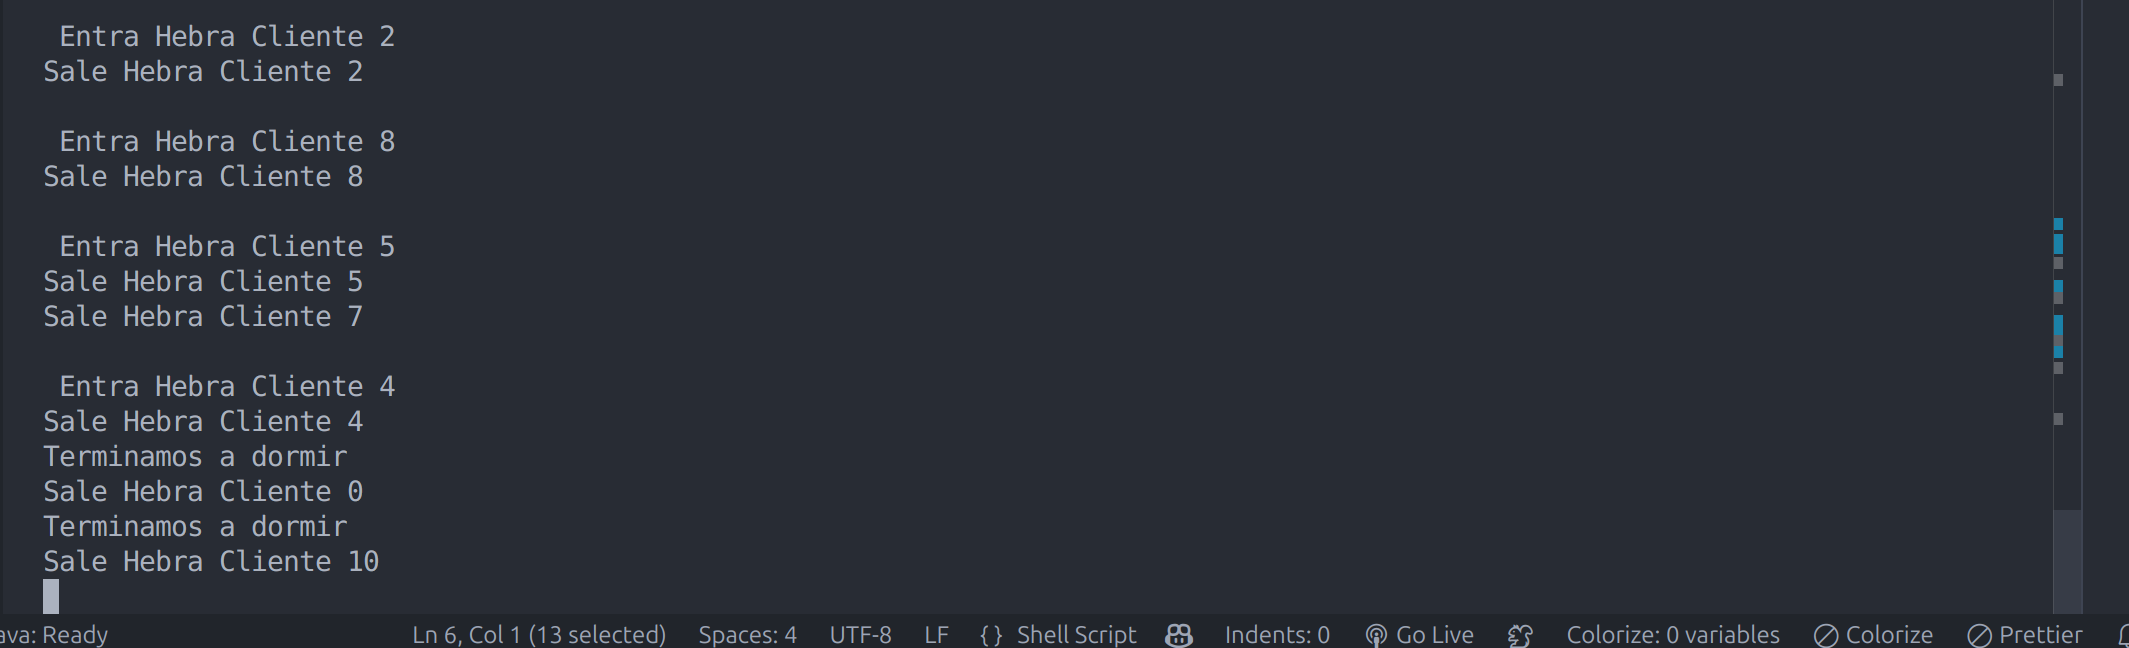 Entra Hebra Cliente 2
Sale Hebra Cliente 2
Entra Hebra Cliente 8
Sale Hebra Cliente 8
Entra Hebra Cliente 5
Sale Hebra Cliente 5
Sale Hebra Cliente 7
Entra Hebra Cliente 4
Sale Hebra Cliente 4
Terminamos a dormir
Sale Hebra Cliente 0
Terminamos a dormir
Sale Hebra Cliente 10
ava: Ready Ln 6, Col 1 (13 selected) Spaces: 4 UTF-8 LF {} Shell Script Indents: 0 Go Live Colorize: 0 variables Colorize Prettier